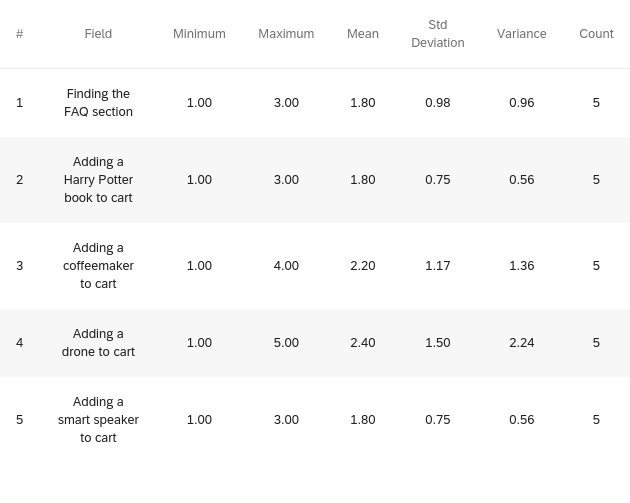 # Field Minimum Maximum Mean Std Deviation Variance Count
1 Finding the FAQ section 1.00 3.00 1.80 0.98 0.96 5
2 Adding a Harry Potter book to cart 1.00 3.00 1.80 0.75 0.56 5
3 Adding a coffeemaker to cart 1.00 4.00 2.20 1.17 1.36 5
4 Adding a drone to cart 1.00 5.00 2.40 1.50 2.24 5
5 Adding a smart speaker to cart 1.00 3.00 1.80 0.75 0.56 5